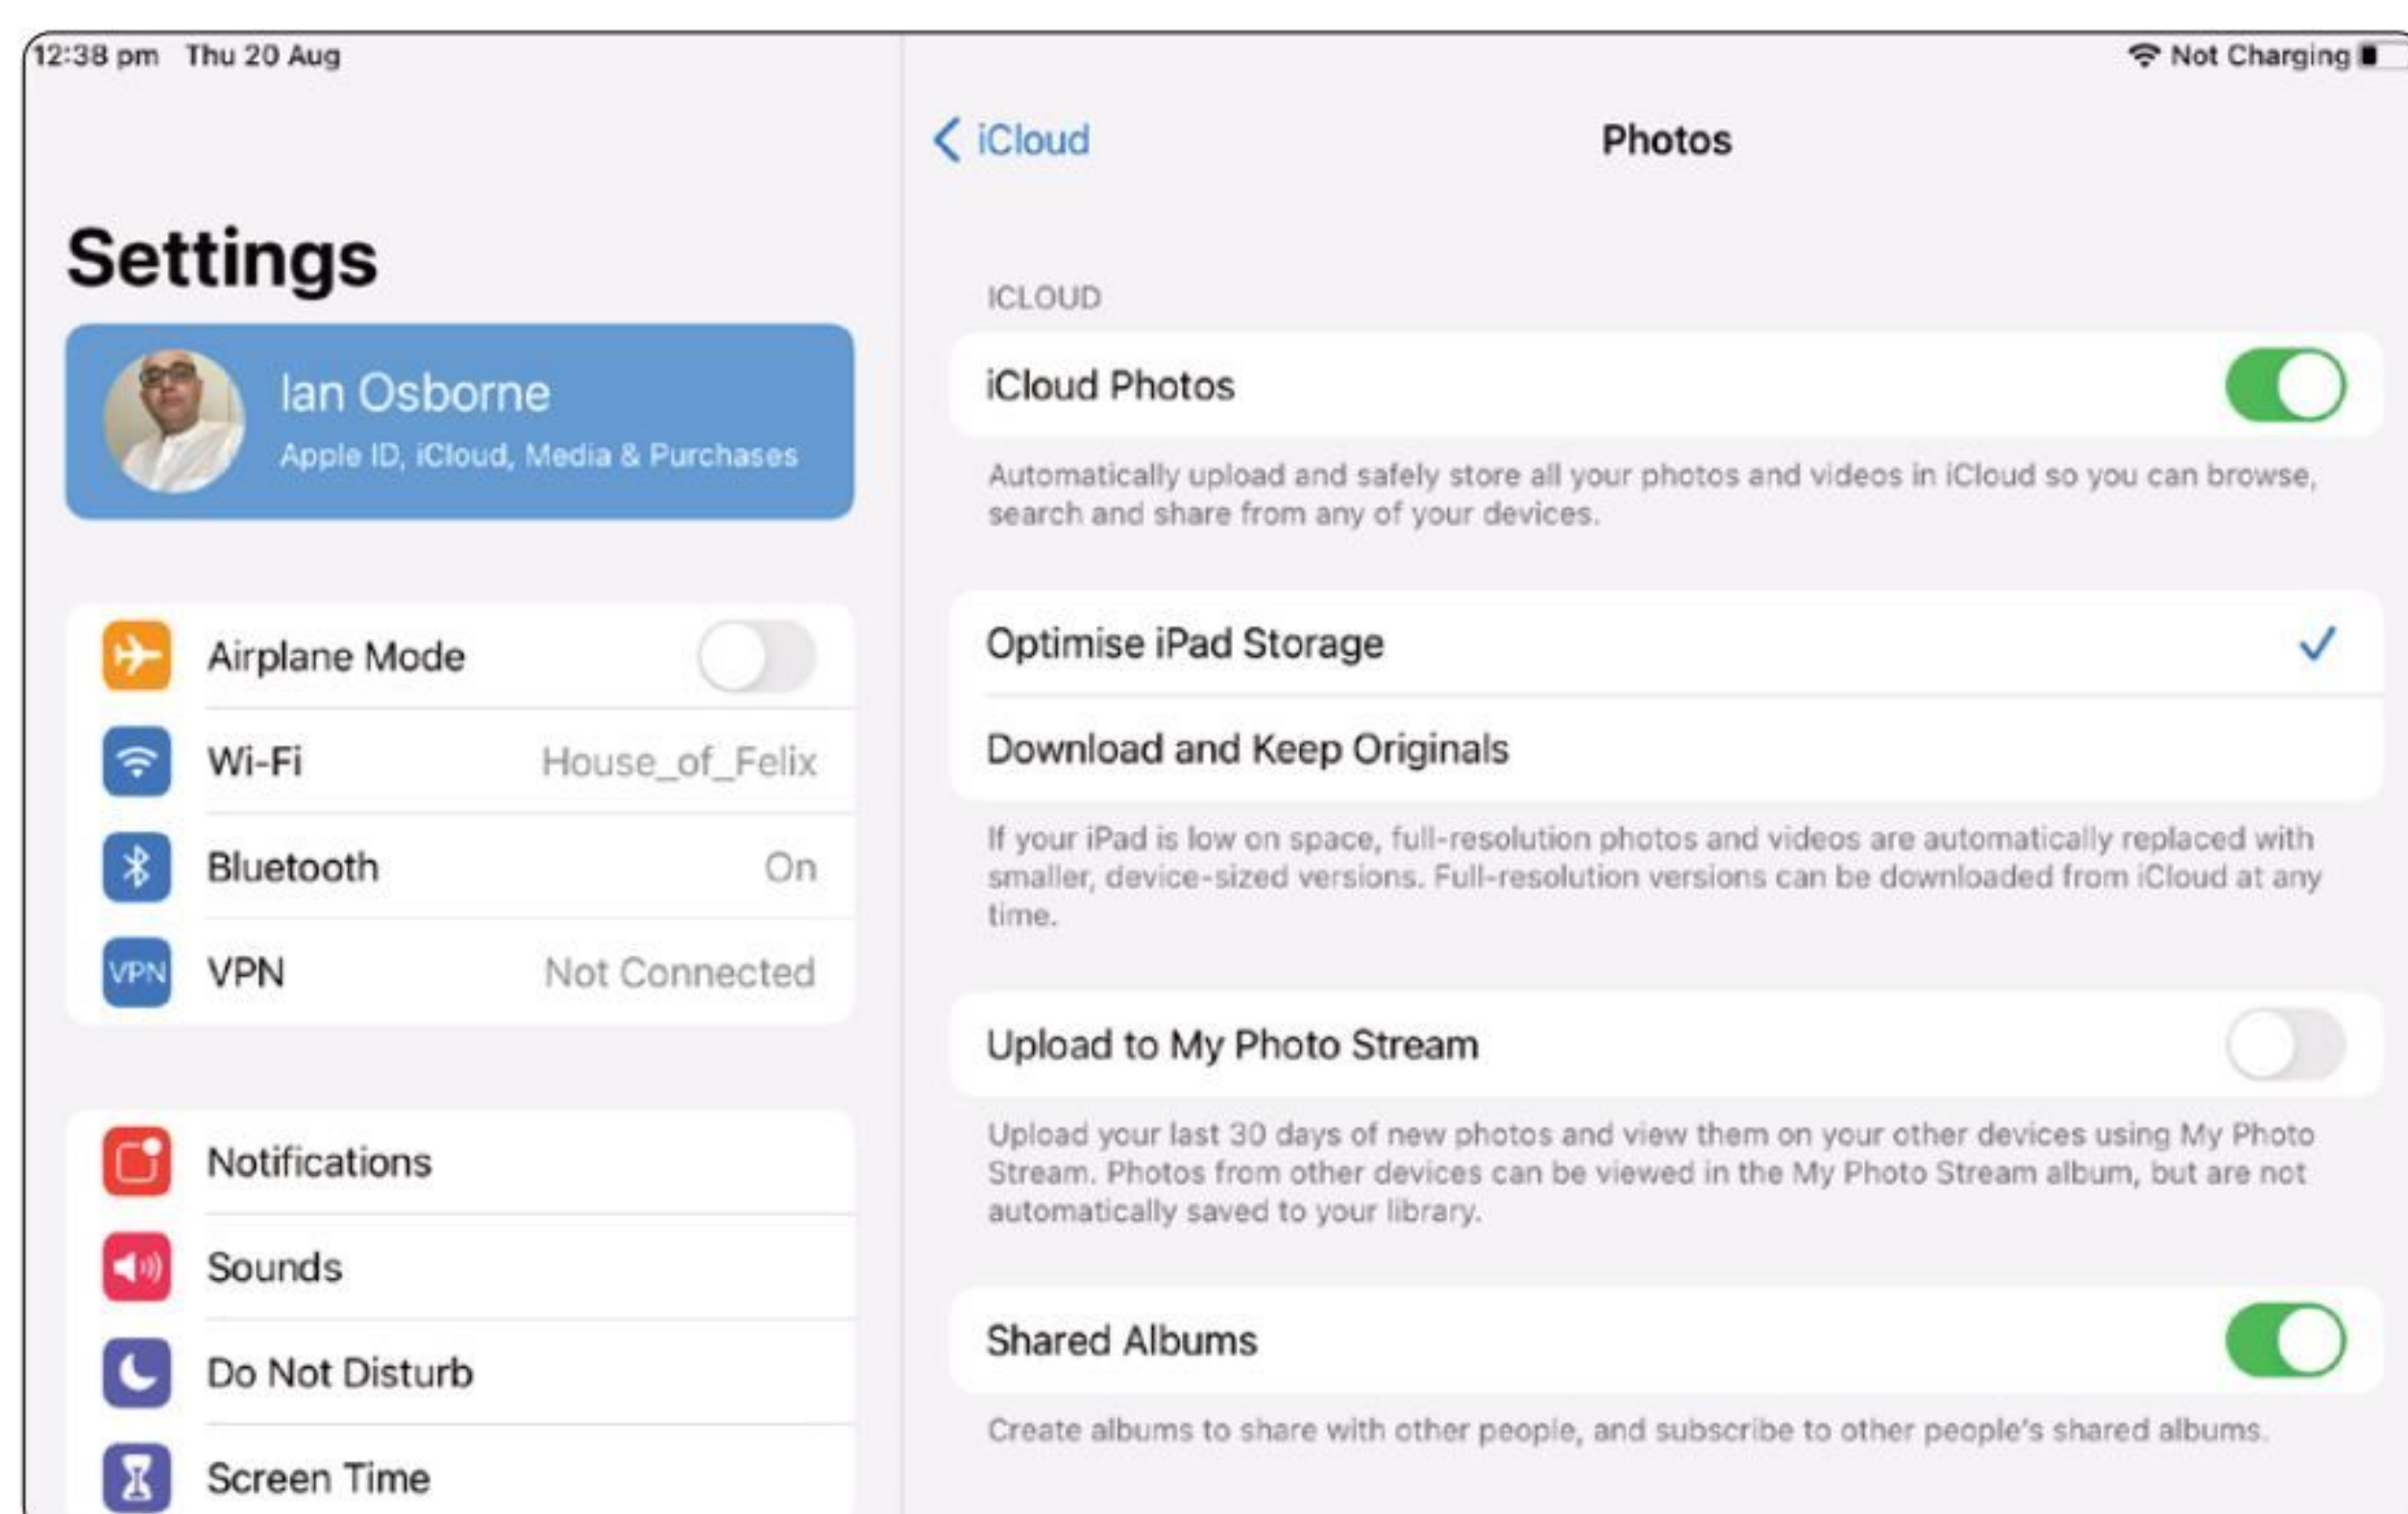 12:38 pm Thu 20 Aug
Not Charging
Settings
Ian Osborne
Apple ID, iCloud, Media & Purchases
Airplane Mode
Wi-Fi House_of_Felix
Bluetooth On
VPN VPN Not Connected
Notifications
Sounds
Do Not Disturb
Screen Time
iCloud Photos
ICLOUD
iCloud Photos
Automatically upload and safely store all your photos and videos in iCloud so you can browse,
search and share from any of your devices.
Optimise iPad Storage
Download and Keep Originals
If your iPad is low on space, full-resolution photos and videos are automatically replaced with
smaller, device-sized versions. Full-resolution versions can be downloaded from iCloud at any
time.
Upload to My Photo Stream
Upload your last 30 days of new photos and view them on your other devices using My Photo
Stream. Photos from other devices can be viewed in the My Photo Stream album, but are not
automatically saved to your library.
Shared Albums
Create albums to share with other people, and subscribe to other people's shared albums.